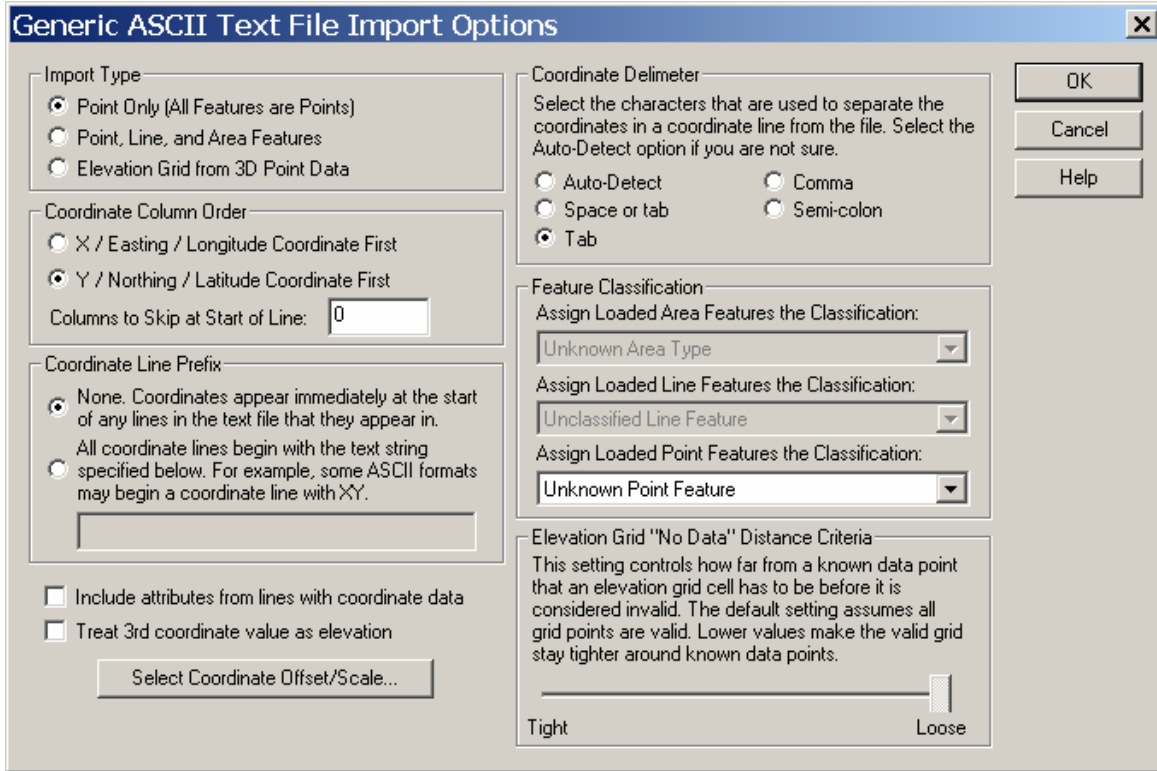 Generic ASCII Text File Import Options
Import Type
Point Only (All Features are Points)
Point, Line, and Area Features
Elevation Grid from 3D Point Data
Coordinate Column Order
X / Easting / Longitude Coordinate First
Y / Northing / Latitude Coordinate First
Columns to Skip at Start of Line: 0
Coordinate Line Prefix
None. Coordinates appear immediately at the start
of any lines in the text file that they appear in.
All coordinate lines begin with the text string
specified below. For example, some ASCII formats
may begin a coordinate line with XY.
Include attributes from lines with coordinate data
Treat 3rd coordinate value as elevation
Select Coordinate Offset/Scale...
Coordinate Delimeter
Select the characters that are used to separate the
coordinates in a coordinate line from the file. Select the
Auto-Detect option if you are not sure.
Auto-Detect
Comma
Space or tab
Semi-colon
Tab
Feature Classification
Assign Loaded Area Features the Classification:
Unknown Area Type
Assign Loaded Line Features the Classification:
Unclassified Line Feature
Assign Loaded Point Features the Classification:
Unknown Point Feature
Elevation Grid "No Data" Distance Criteria
This setting controls how far from a known data point
that an elevation grid cell has to be before it is
considered invalid. The default setting assumes all
grid points are valid. Lower values make the valid grid
stay tighter around known data points.
Tight
Loose
OK
Cancel
Help